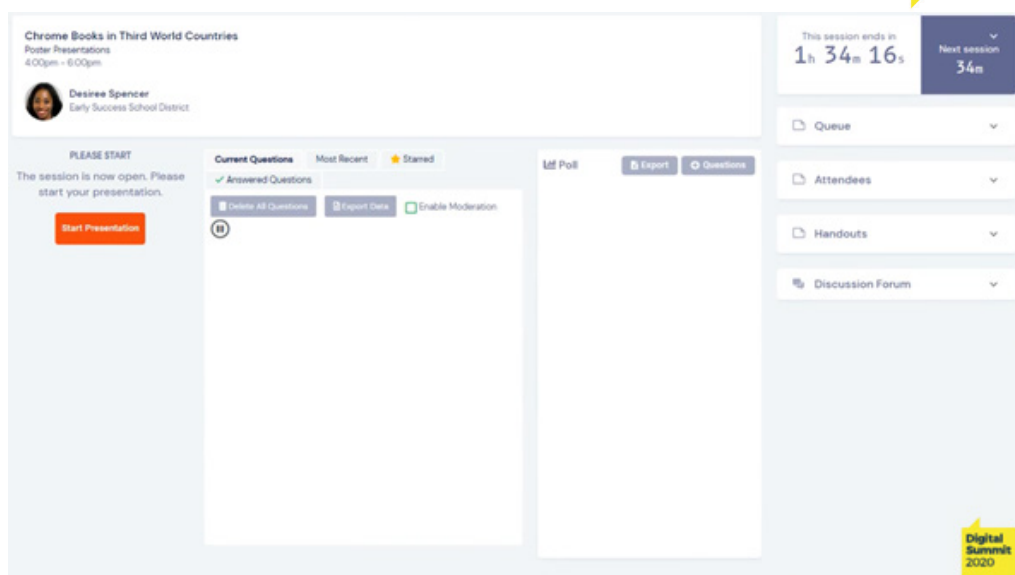 Chrome Books in Third World Countries
Poster Presentations
4:00pm - 6:00pm
Desiree Spencer
Early Success School District
This session ends in
1h 34m 16s
Next session
34m
PLEASE START
The session is now open. Please
start your presentation.
Start Presentation
Current Questions Most Recent Starred
Answered Questions
Delete All Questions Export Data Enable Moderation
Poll Export Questions
Queue
Attendees
Handouts
Discussion Forum
Digital
Summit
2020